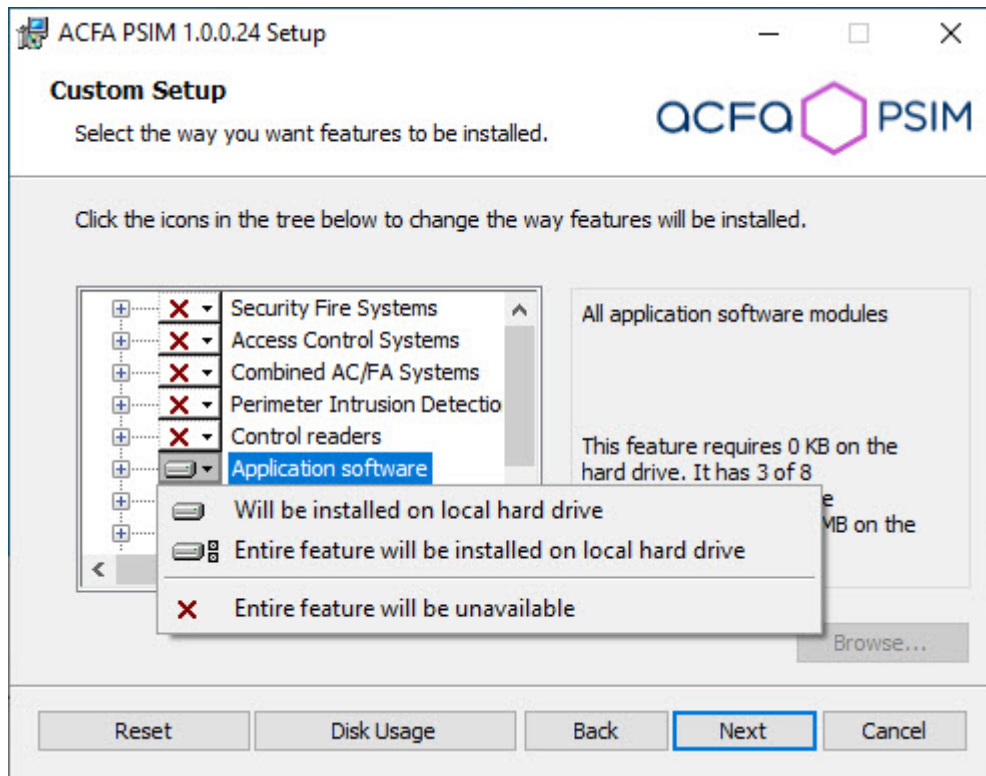 ACFA PSIM 1.0.0.24 Setup
Custom Setup
Select the way you want features to be installed.
acfa PSIM
Click the icons in the tree below to change the way features will be installed.
Security Fire Systems
Access Control Systems
Combined AC/FA Systems
Perimeter Intrusion Detectio
Control readers
Application software
All application software modules
This feature requires 0 KB on the
hard drive. It has 3 of 8
e
MB on the
Will be installed on local hard drive
Entire feature will be installed on local hard drive
Entire feature will be unavailable
Browse...
Reset
Disk Usage
Back
Next
Cancel